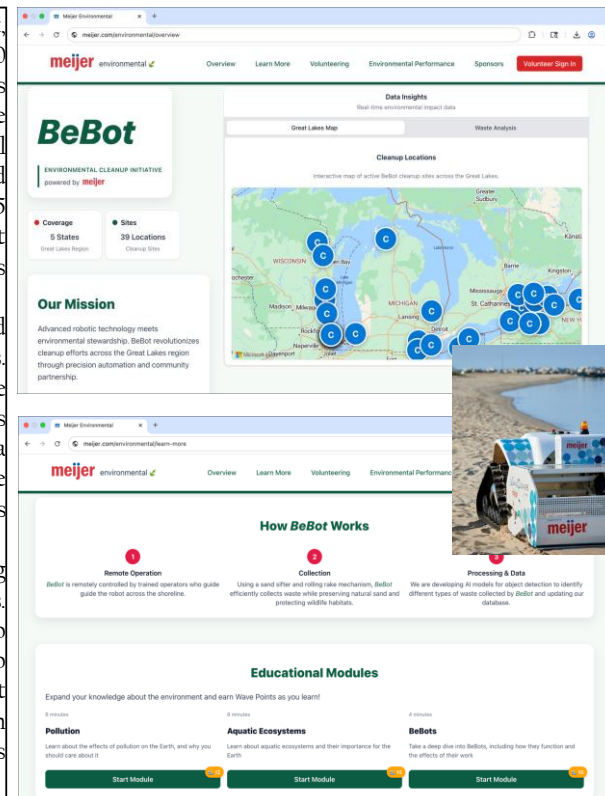 Meijer Environmental
meijer.com/environmental/overview
meijer environmental
Overview
Learn More
Volunteering
Environmental Performance
Sponsors
Volunteer Sign In
BeBot
ENVIRONMENTAL CLEANUP INITIATIVE
powered by meijer
Coverage
5 States
Great Lakes Region
Sites
39 Locations
Cleanup Sites
Our Mission
Advanced robotic technology meets
environmental stewardship. BeBot revolutionizes
cleanup efforts across the Great Lakes region
through precision automation and community
partnership.
Data Insights
Real-time environmental impact data
Great Lakes Map
Waste Analysis
Cleanup Locations
Interactive map of active BeBot cleanup sites across the Great Lakes.
Greater
Sudbury
WISCONSIN
Barrie
Kingston
Madison
MICHIGAN
Mississauga
St. Catharines
Lansing
Detroit
Naperville
Joliet
Davenport
meijer
meijer
Meijer Environmental
meijer.com/environmental/learn-more
meijer environmental
Overview
Learn More
Volunteering
Environmental Performance
How BeBot Works
1
Remote Operation
BeBot is remotely controlled by trained operators who guide
guide the robot across the shoreline.
2
Collection
Using a sand sifter and rolling rake mechanism, BeBot
efficiently collects waste while preserving natural sand and
protecting wildlife habitats.
3
Processing & Data
We are developing AI models for object detection to identify
different types of waste collected by BeBot and updating our
database.
Educational Modules
Expand your knowledge about the environment and earn Wave Points as you learn!
Pollution
Learn about the effects of pollution on the Earth, and why you
should care about it
Start Module
Aquatic Ecosystems
Learn about aquatic ecosystems and their importance for the
Earth
Start Module
4 minutes
BeBots
Take a deep dive into BeBots, including how they function and
the effects of their work
Start Module